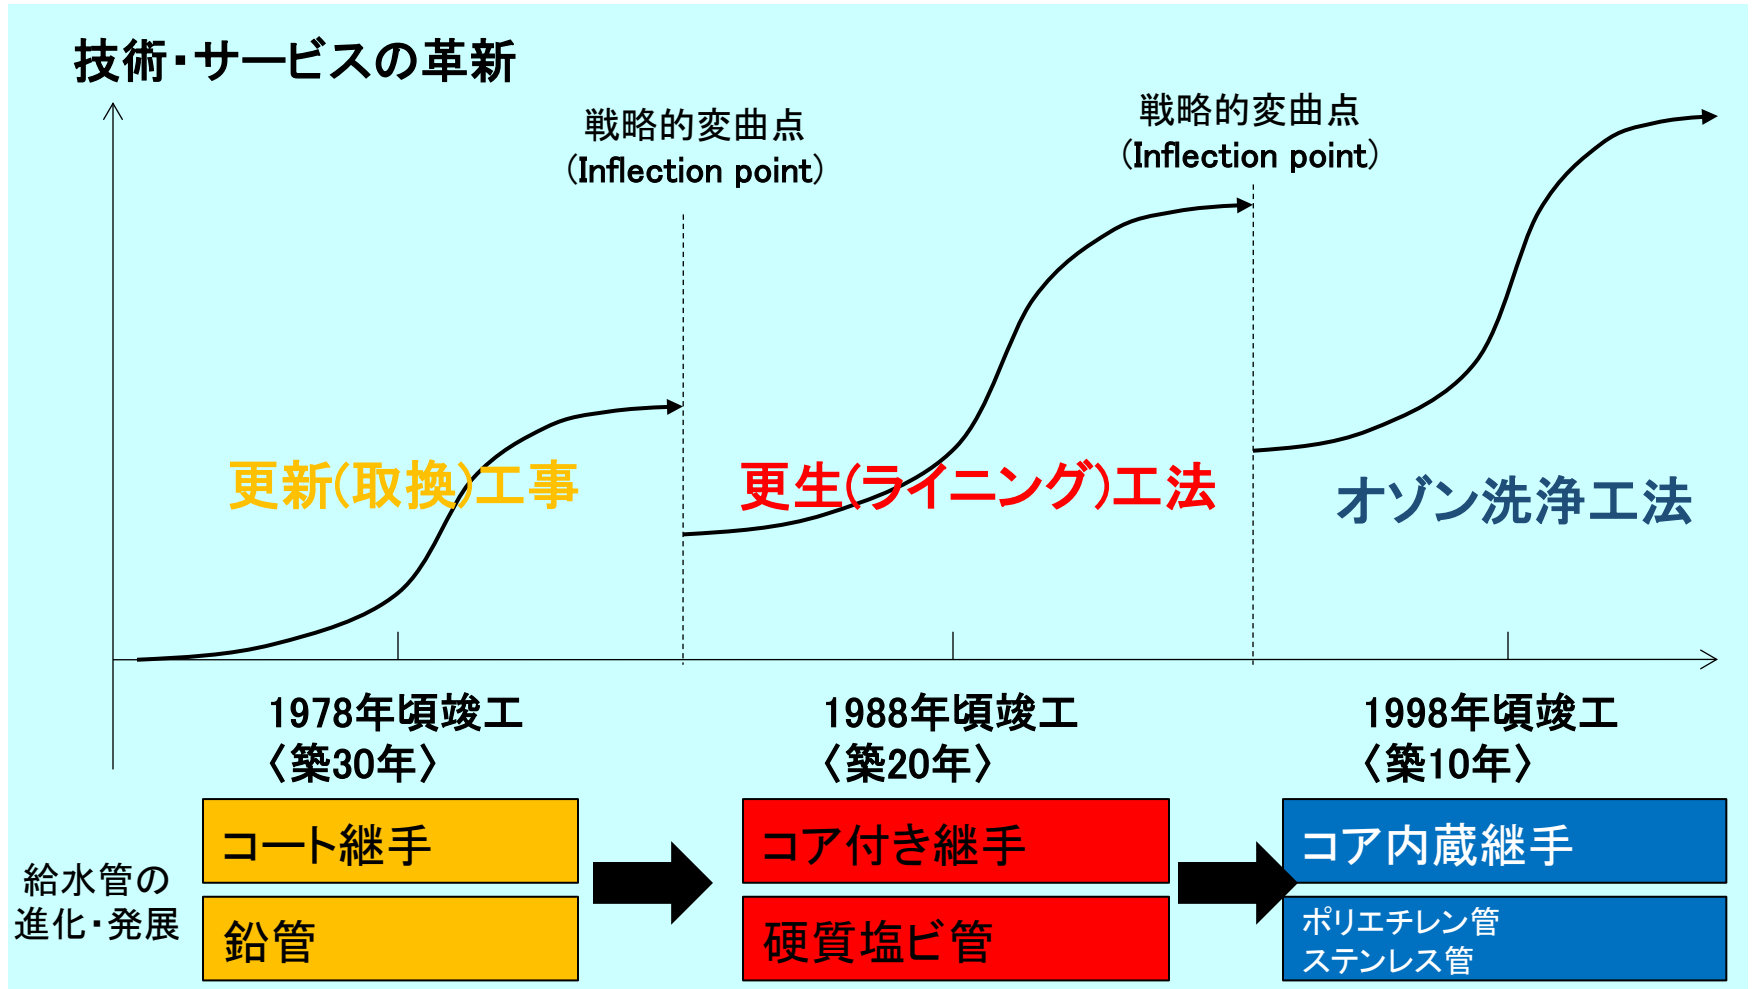 技術・サービスの革新
戦略的変曲点
(Inflection point)
戦略的変曲点
(Inflection point)
更新(取換)工事
更生(ライニング)工法
オゾン洗浄工法
1978年頃竣工
〈築30年〉
1988年頃竣工
〈築20年〉
1998年頃竣工
〈築10年〉
給水管の
進化・発展
コート継手
鉛管
コア付き継手
硬質塩ビ管
コア内蔵継手
ポリエチレン管
ステンレス管